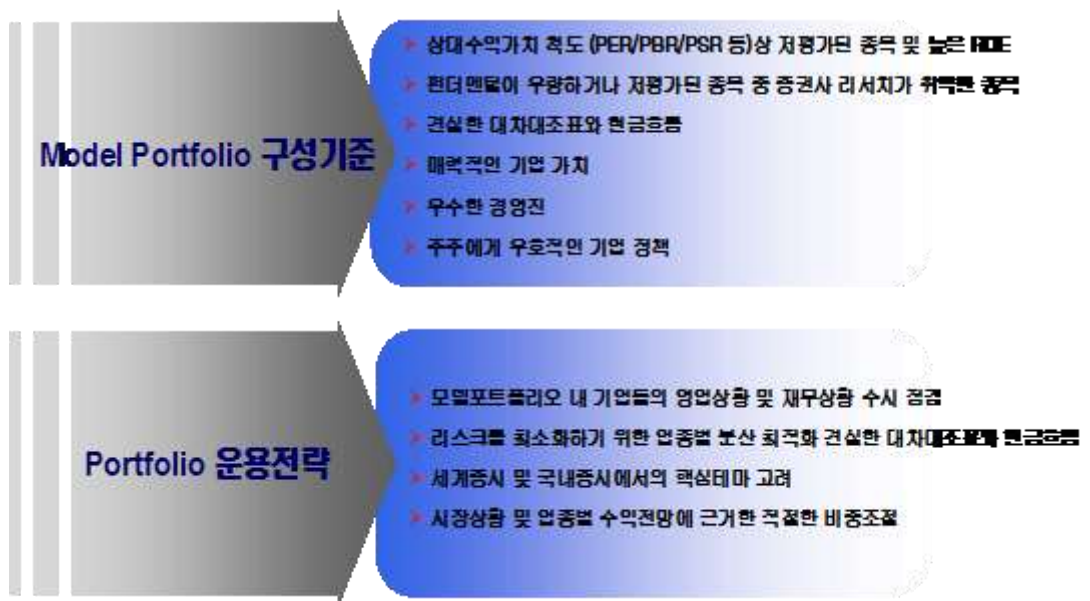 Model Portfolio 구성기준
상대수익가치 척도 (PER/PBR/PSR 등)상 저평가된 종목 및 높은 ROE
펀더멘털이 우량하거나 저평가된 종목 중 증권사 리서치가 취약한 종목
견실한 대차대조표와 현금흐름
매력적인 기업 가치
우수한 경영진
주주에게 우호적인 기업 정책
Portfolio 운용전략
모델포트폴리오 내 기업들의 영업상황 및 재무상황 수시 점검
리스크를 최소화하기 위한 업종별 분산 최적화 견실한 대차대조표와 현금흐름
세계증시 및 국내증시에서의 핵심테마 고려
시장상황 및 업종별 수익전망에 근거한 적절한 비중조절